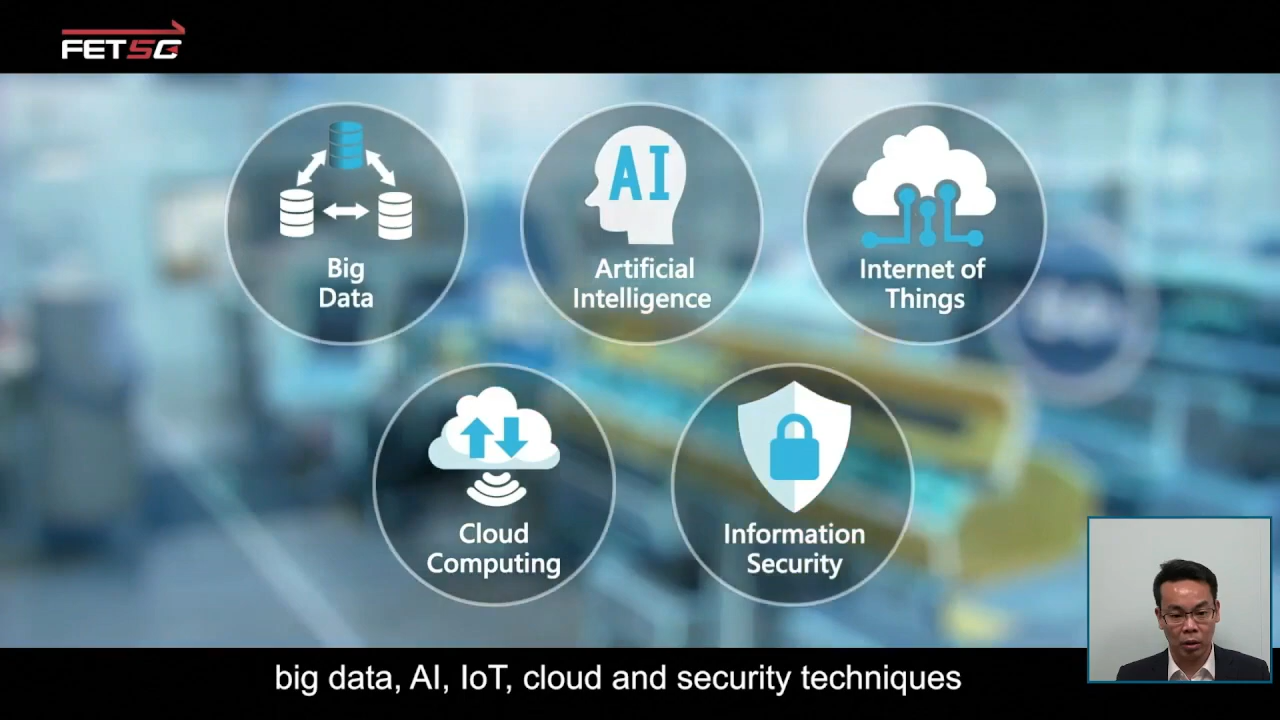 FET5G
Big
Data
AI
Artificial
Intelligence
Internet of
Things
Cloud
Computing
Information
Security
big data, AI, IoT, cloud and security techniques